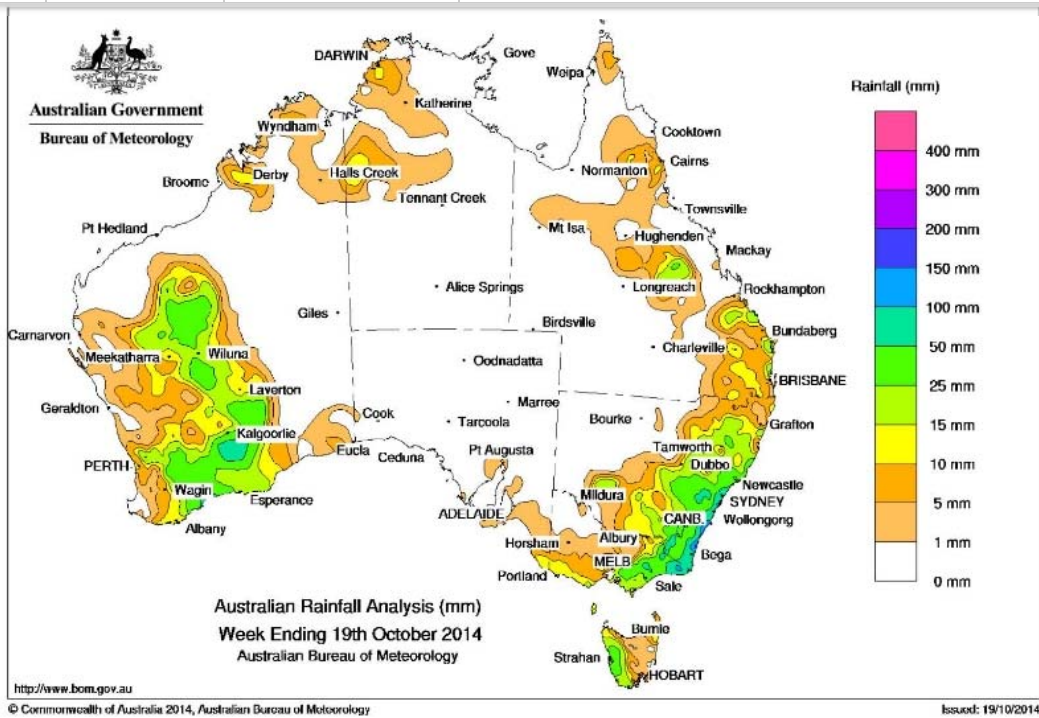 Australian Government
Bureau of Meteorology
DARWIN
Gove
Weipa
Katherine
Wyndham
Cooktown
Cairns
Normanton
Broome
Derby
Halls Creek
Tennant Creek
Townsville
Pt Hedland
Mt Isa
Hughenden
Mackay
Alice Springs
Longreach
Rockhampton
Giles
Birdsville
Bundaberg
Carnarvon
Meekatharra
Wiluna
Charleville
Oodnadatta
BRISBANE
Laverton
Marree
Geraldton
Cook
Tarcoola
Bourke
Grafton
Kalgoorlie
Eucla
Ceduna
Pt Augusta
Tamworth
PERTH
Dubbo
Wagin
Esperance
Mildura
Newcastle
SYDNEY
Albany
ADELAIDE
CANB.
Wollongong
Horsham
Albury
Bega
Portland
MELB
Sale
Strahan
Burnie
HOBART
Rainfall (mm)
400 mm
300 mm
200 mm
150 mm
100 mm
50 mm
25 mm
15 mm
10 mm
5 mm
1 mm
0 mm
Australian Rainfall Analysis (mm)
Week Ending 19th October 2014
Australian Bureau of Meteorology
http://www.bom.gov.au
© Commonwealth of Australia 2014, Australian Bureau of Meteorology
Issued: 19/10/2014